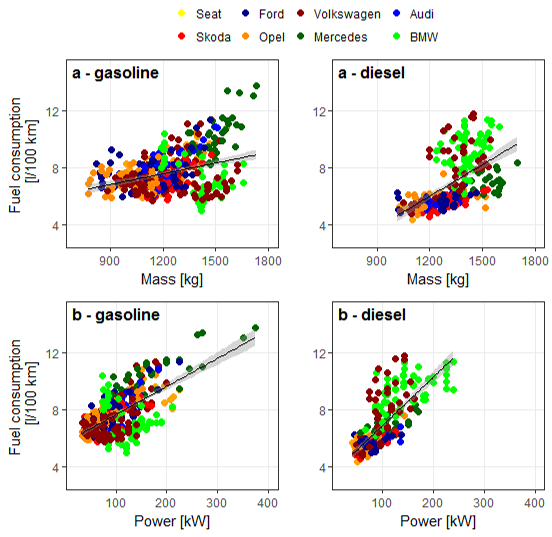 Seat Ford Volkswagen Audi
Skoda Opel Mercedes BMW
a - gasoline
a - diesel
Fuel consumption
[l/100 km]
12
8
4
12
8
4
900 1200 1500 1800
900 1200 1500 1800
Mass [kg]
Mass [kg]
b - gasoline
b - diesel
Fuel consumption
[l/100 km]
12
8
4
12
8
4
100 200 300 400
100 200 300 400
Power [kW]
Power [kW]